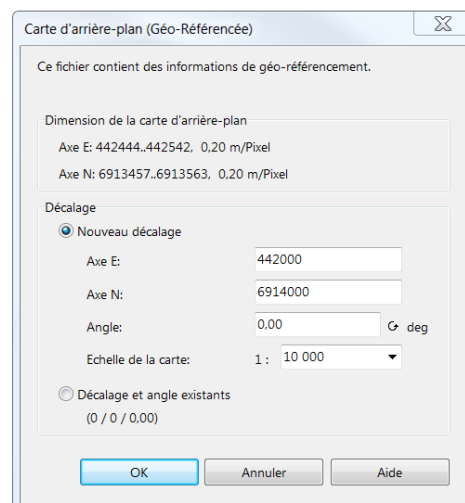 Carte d'arrière-plan (Géo-Référencée)
Ce fichier contient des informations de géo-référencement.
Dimension de la carte d'arrière-plan
Axe E: 442444..442542, 0,20 m/Pixel
Axe N: 6913457..6913563, 0,20 m/Pixel
Décalage
Nouveau décalage
Axe E: 442000
Axe N: 6914000
Angle: 0,00 deg
Echelle de la carte: 1 : 10 000
Décalage et angle existants
(0 / 0 / 0,00)
OK Annuler Aide